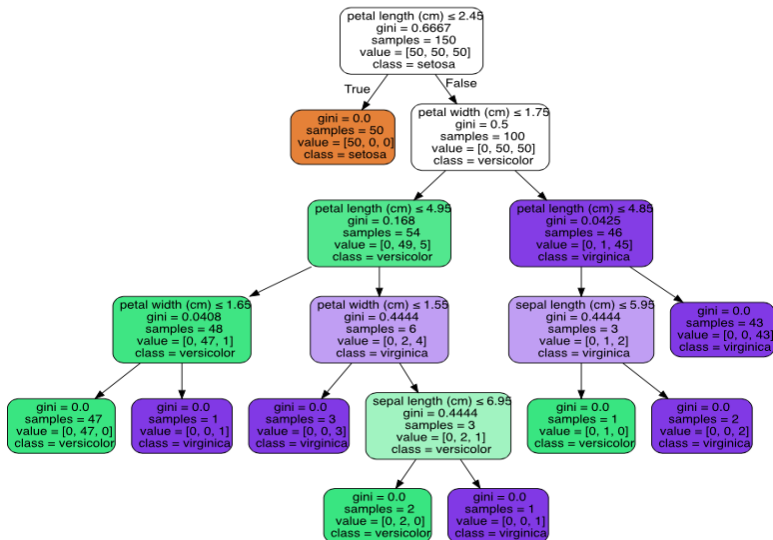 petal length (cm) ≤ 2.45
gini = 0.6667
samples = 150
value = [50, 50, 50]
class = setosa
True
False
gini = 0.0
samples = 50
value = [50, 0, 0]
class = setosa
petal width (cm) ≤ 1.75
gini = 0.5
samples = 100
value = [0, 50, 50]
class = versicolor
petal length (cm) ≤ 4.95
gini = 0.168
samples = 54
value = [0, 49, 5]
class = versicolor
petal length (cm) ≤ 4.85
gini = 0.0425
samples = 46
value = [0, 1, 45]
class = virginica
petal width (cm) ≤ 1.65
gini = 0.0408
samples = 48
value = [0, 47, 1]
class = versicolor
petal width (cm) ≤ 1.55
gini = 0.4444
samples = 6
value = [0, 2, 4]
class = virginica
sepal length (cm) ≤ 5.95
gini = 0.4444
samples = 3
value = [0, 1, 2]
class = virginica
gini = 0.0
samples = 43
value = [0, 0, 43]
class = virginica
gini = 0.0
samples = 47
value = [0, 47, 0]
class = versicolor
gini = 0.0
samples = 1
value = [0, 0, 1]
class = virginica
gini = 0.0
samples = 3
value = [0, 0, 3]
class = virginica
sepal length (cm) ≤ 6.95
gini = 0.4444
samples = 3
value = [0, 2, 1]
class = versicolor
gini = 0.0
samples = 1
value = [0, 1, 0]
class = versicolor
gini = 0.0
samples = 2
value = [0, 0, 2]
class = virginica
gini = 0.0
samples = 2
value = [0, 2, 0]
class = versicolor
gini = 0.0
samples = 1
value = [0, 0, 1]
class = virginica